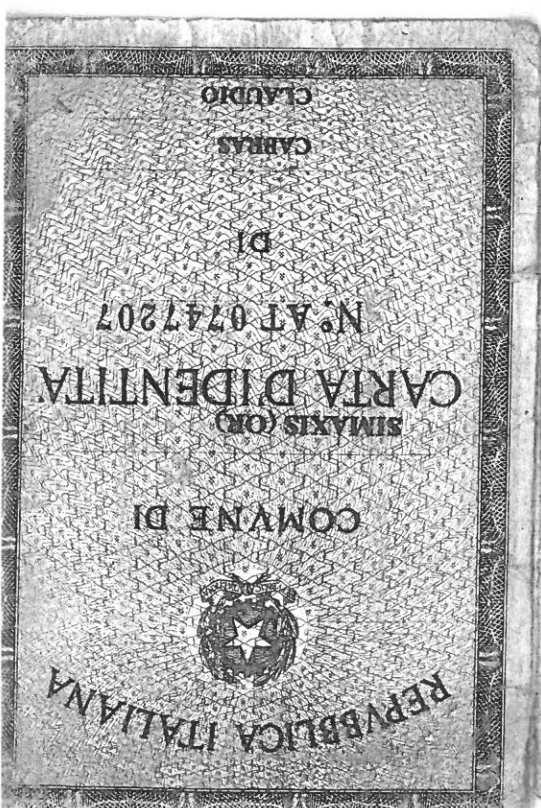 REPVBBLICA ITALIANA
COMVNE DI
SIMAXIS (OR)
CARTA D'IDENTITA'
N° AT 0747207
DI
CABRAS
CLAUDIO